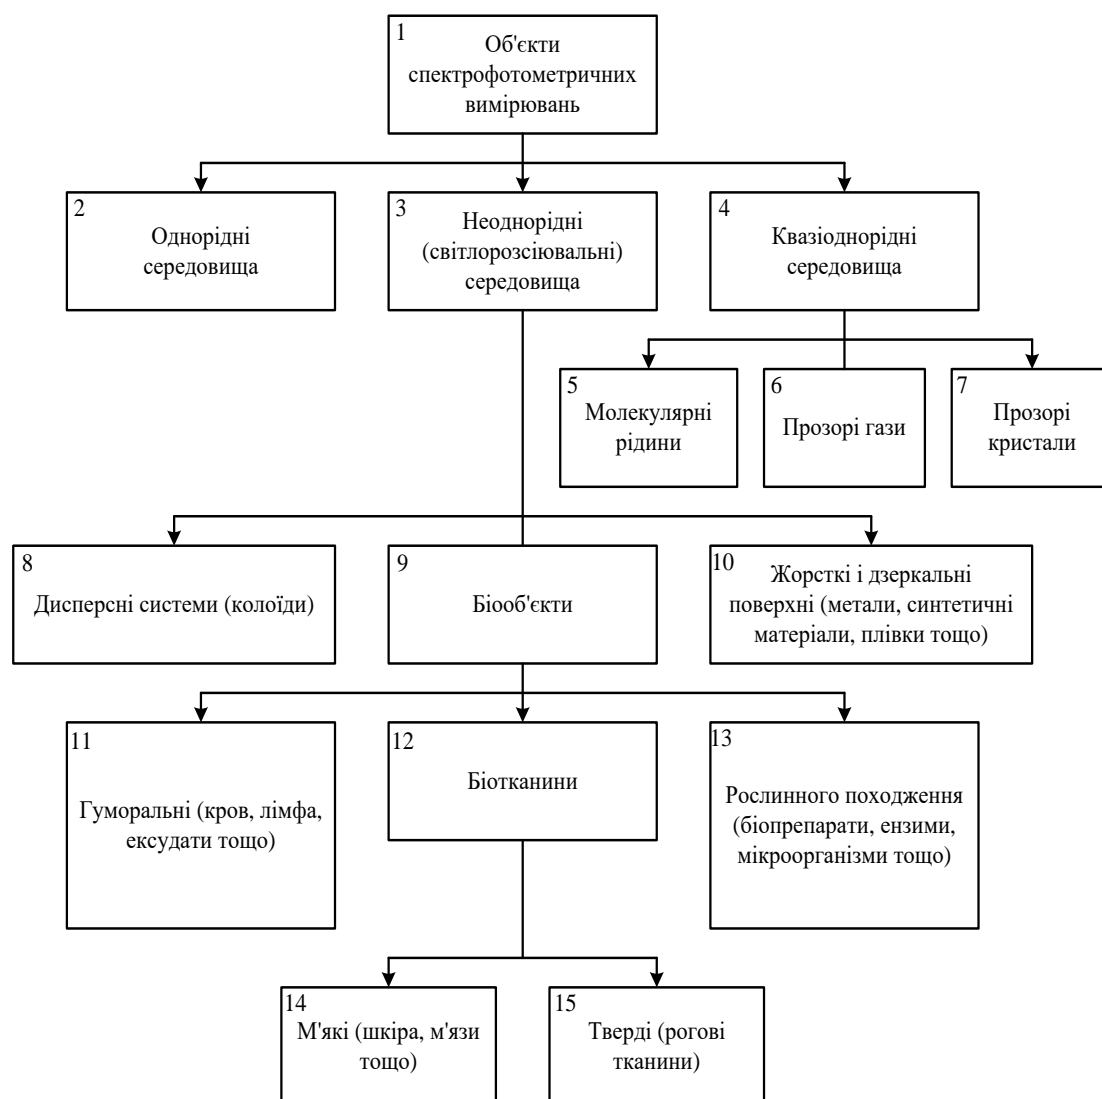 1
Об'єкти
спектрофотометричних
вимірювань
2
Однорідні
середовища
3
Неоднорідні
(світлорозсіювальні)
середовища
4
Квазіоднорідні
середовища
5
Молекулярні
рідини
6
Прозорі гази
7
Прозорі
кристали
8
Дисперсні системи (колоїди)
9
Біооб'єкти
10
Жорсткі і дзеркальні
поверхні (метали, синтетичні
матеріали, плівки тощо)
11
Гуморальні (кров, лімфа,
ексудати тощо)
12
Біотканини
13
Рослинного походження
(біопрепарати, ензими,
мікроорганізми тощо)
14
М'які (шкіра, м'язи
тощо)
15
Тверді (рогові
тканини)